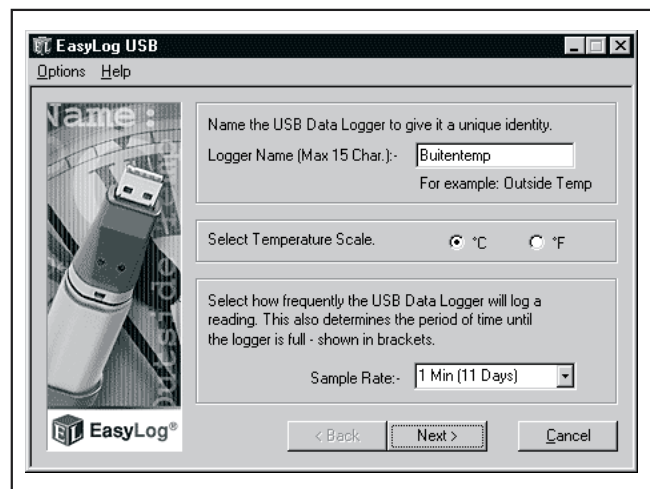 EasyLog USB
Options Help
Name:
Outside
Name the USB Data Logger to give it a unique identity.
Logger Name (Max 15 Char.):- Buitentemp
For example: Outside Temp
Select Temperature Scale. °C °F
Select how frequently the USB Data Logger will log a
reading. This also determines the period of time until
the logger is full - shown in brackets.
Sample Rate:- 1 Min (11 Days)
EL EasyLog®
< Back Next > Cancel